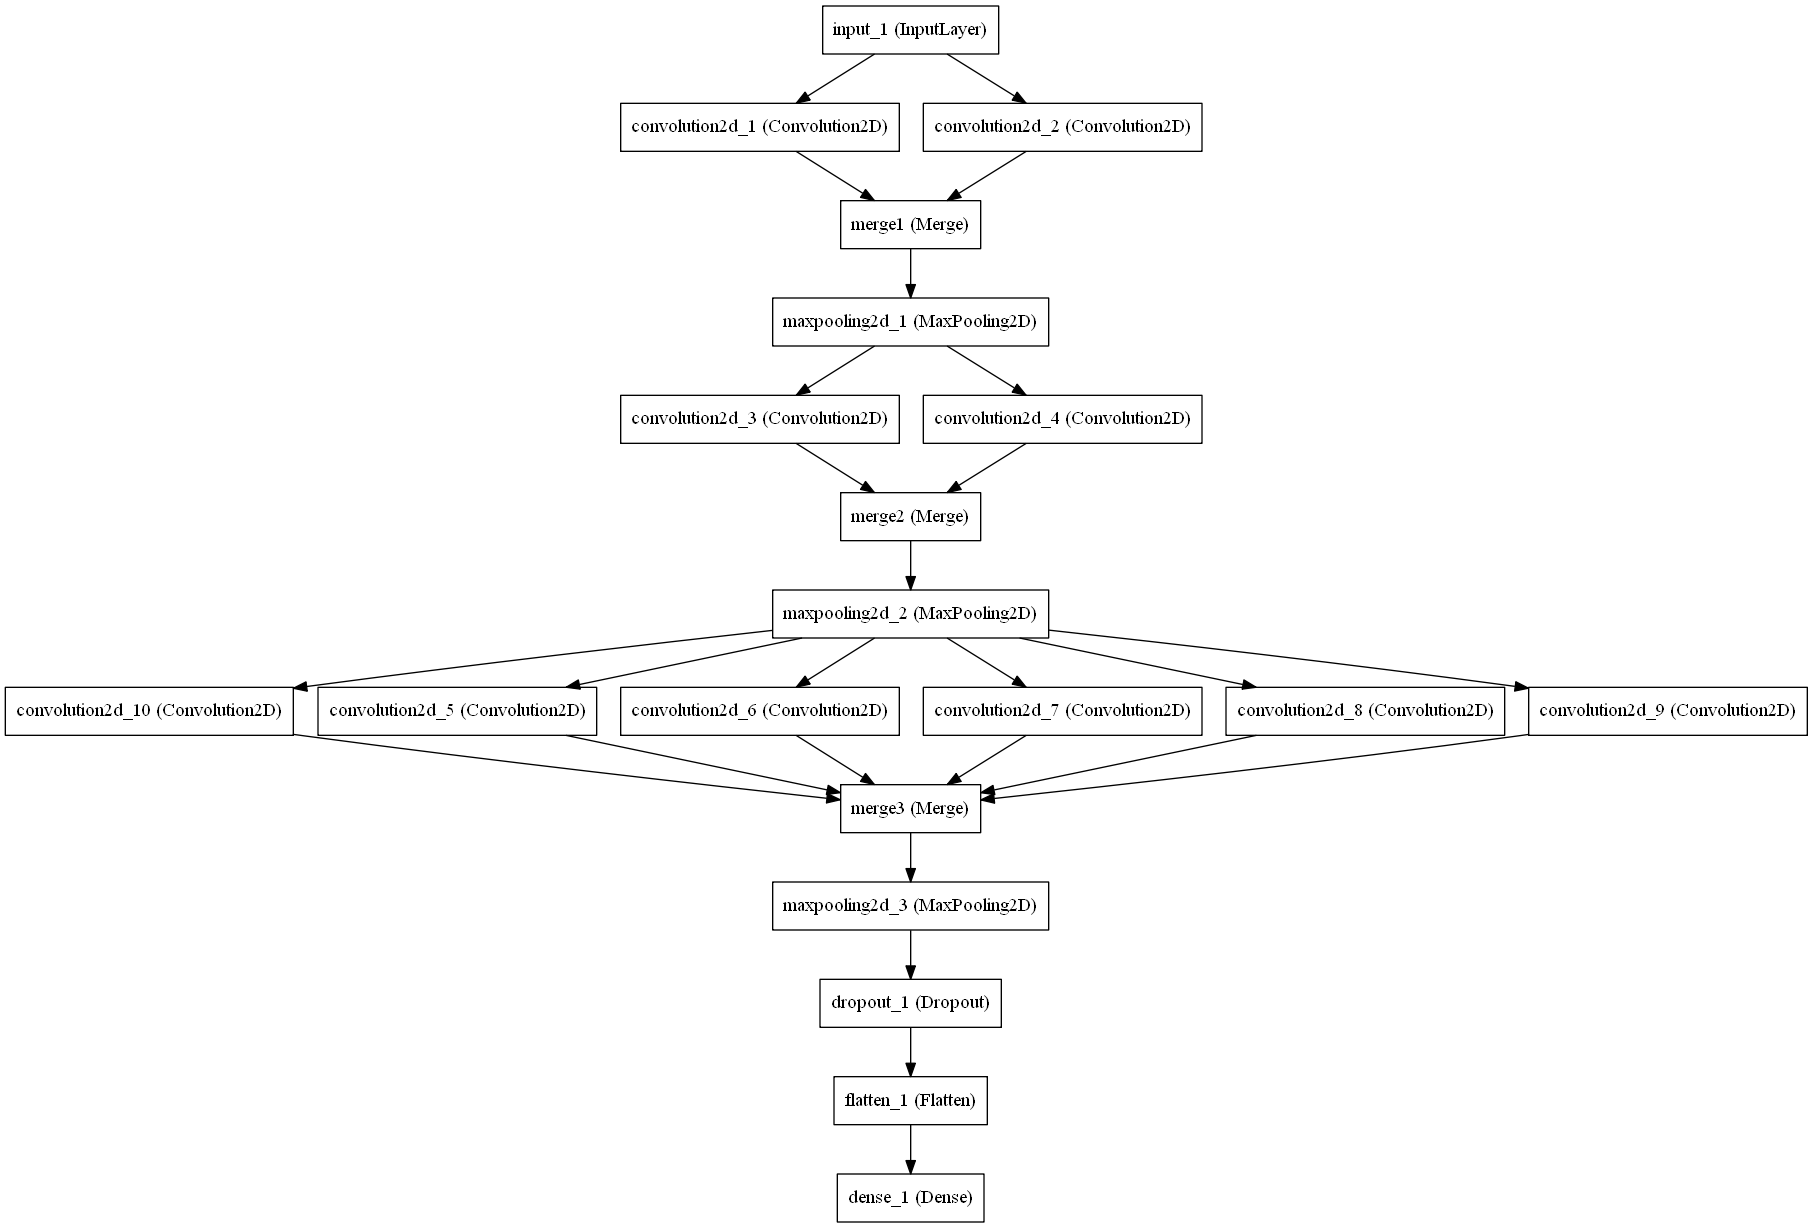 input_1 (InputLayer)
convolution2d_1 (Convolution2D)
convolution2d_2 (Convolution2D)
merge1 (Merge)
maxpooling2d_1 (MaxPooling2D)
convolution2d_3 (Convolution2D)
convolution2d_4 (Convolution2D)
merge2 (Merge)
maxpooling2d_2 (MaxPooling2D)
convolution2d_10 (Convolution2D)
convolution2d_5 (Convolution2D)
convolution2d_6 (Convolution2D)
convolution2d_7 (Convolution2D)
convolution2d_8 (Convolution2D)
convolution2d_9 (Convolution2D)
merge3 (Merge)
maxpooling2d_3 (MaxPooling2D)
dropout_1 (Dropout)
flatten_1 (Flatten)
dense_1 (Dense)